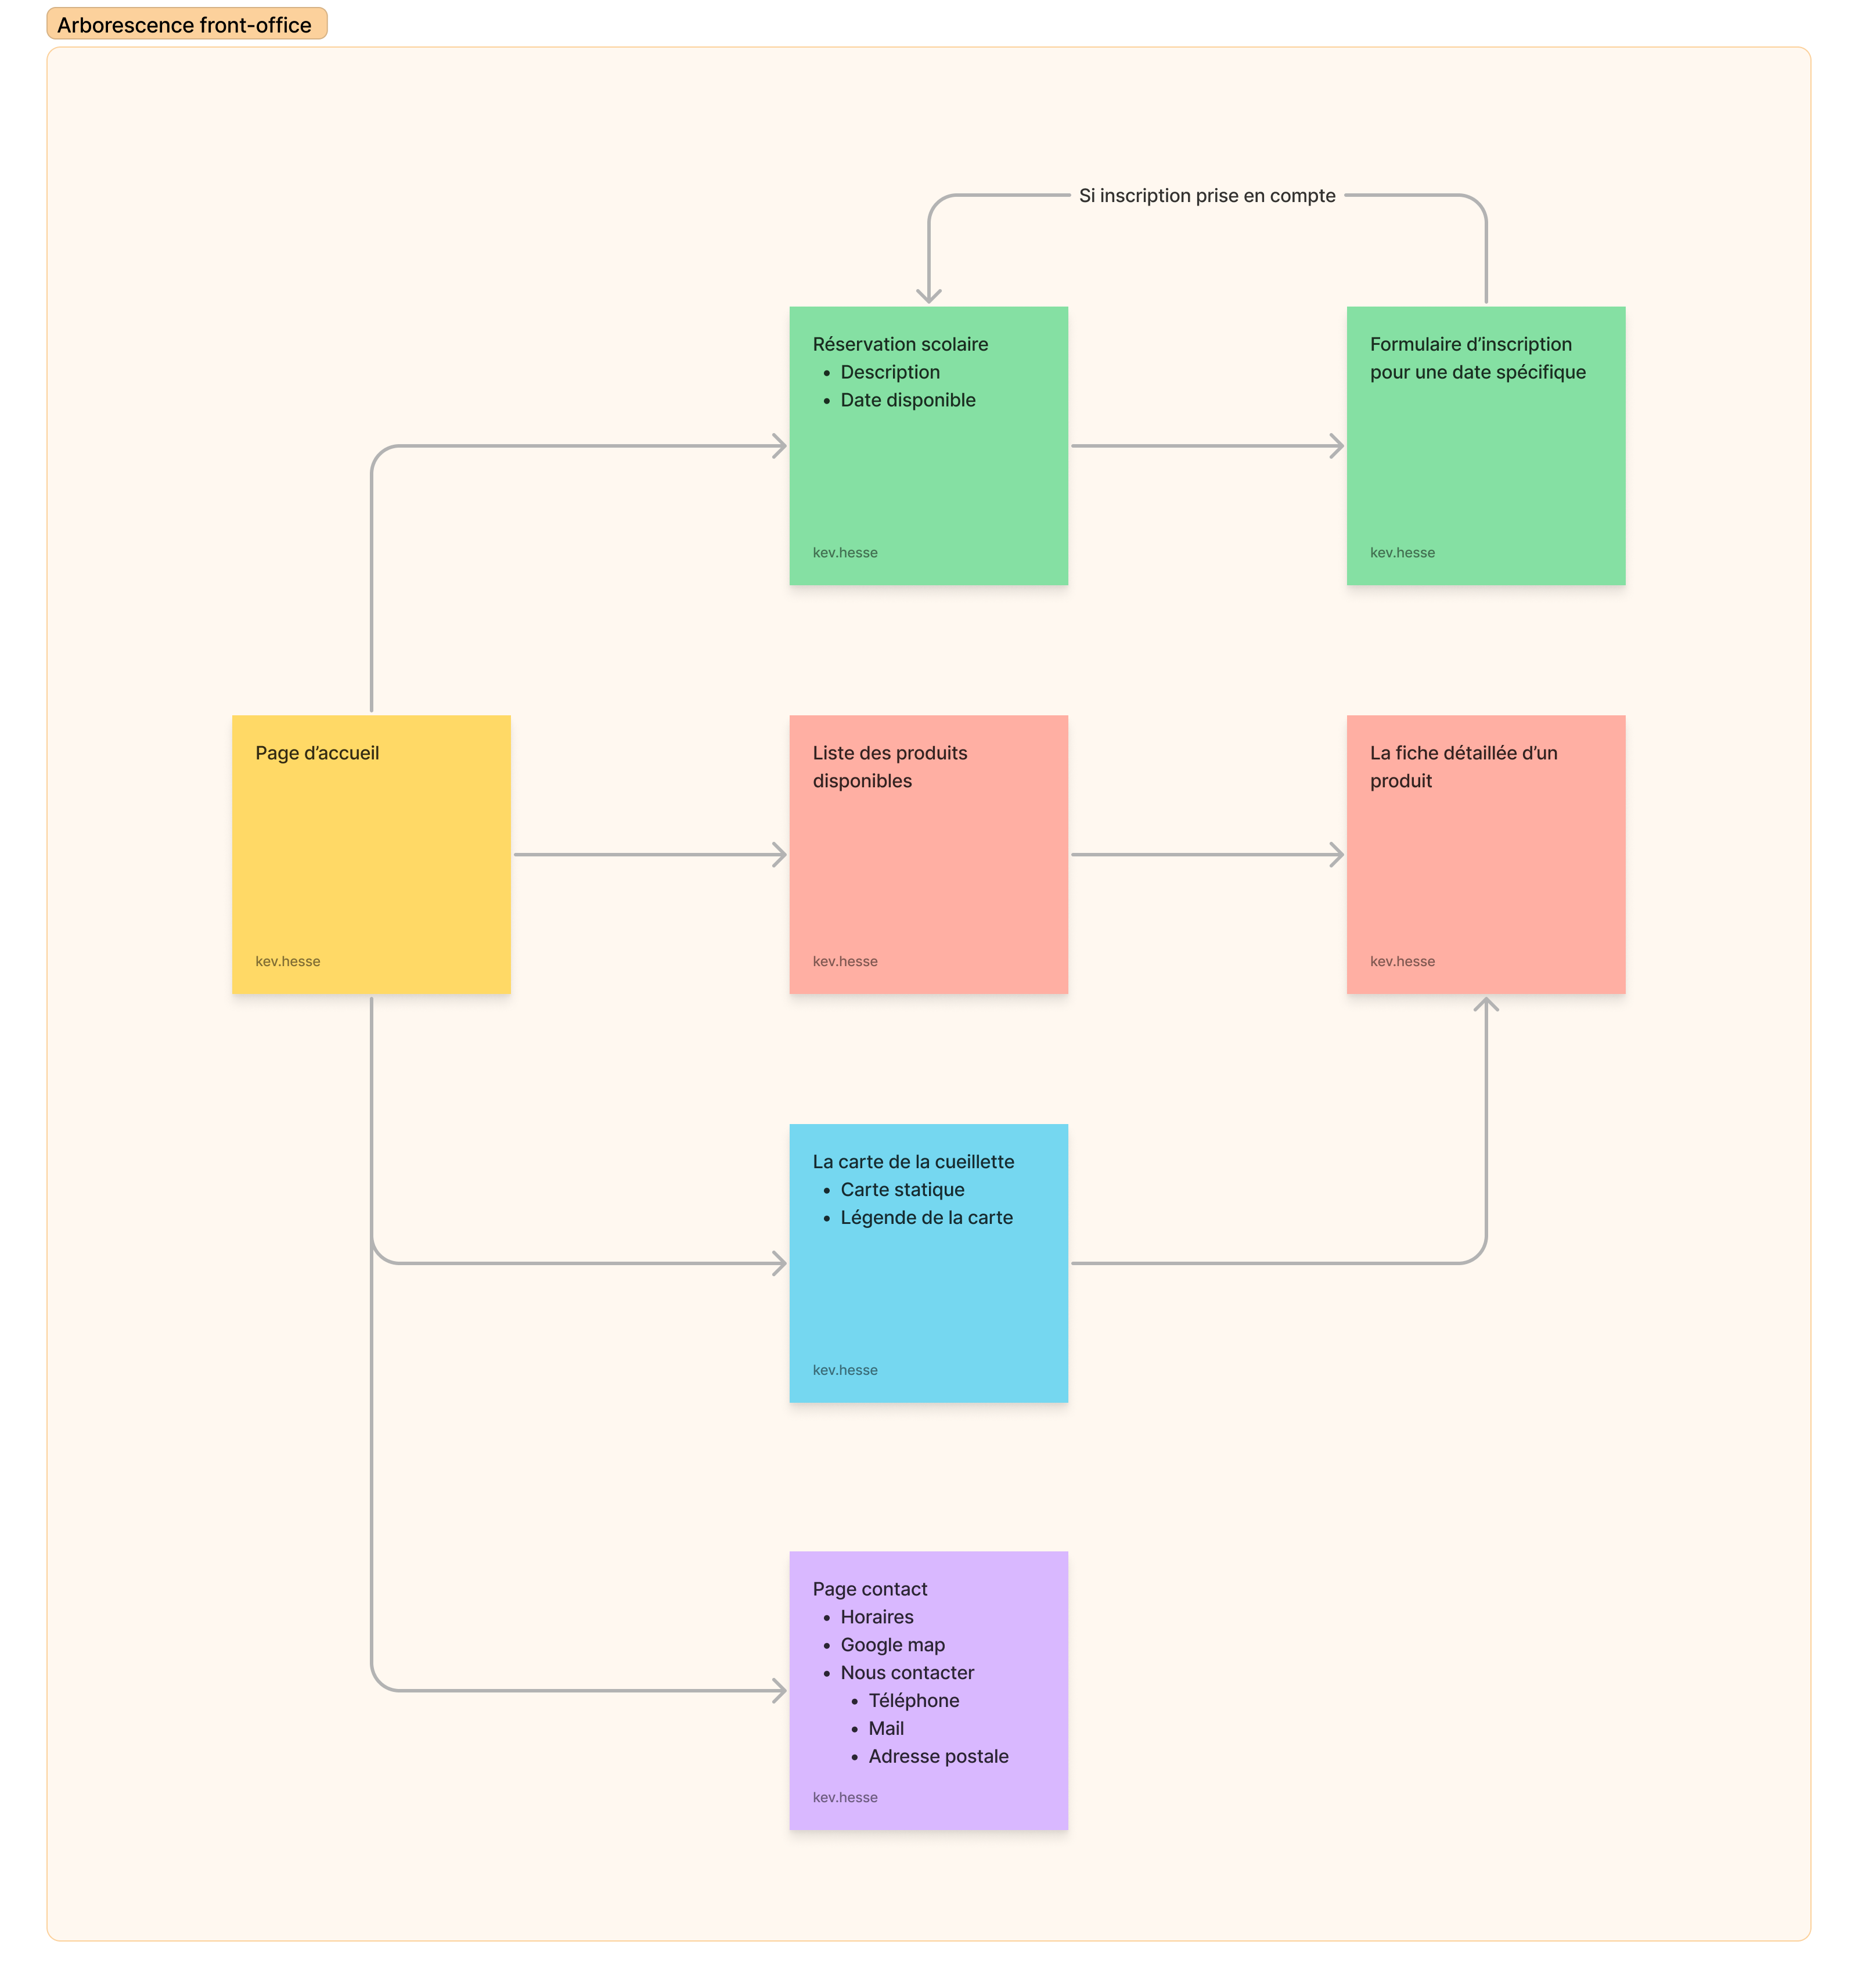 Arborescence front-office
Si inscription prise en compte
Réservation scolaire
• Description
• Date disponible
kev.hesse
Formulaire d’inscription
pour une date spécifique
kev.hesse
Page d’accueil
kev.hesse
Liste des produits
disponibles
kev.hesse
La fiche détaillée d’un
produit
kev.hesse
La carte de la cueillette
• Carte statique
• Légende de la carte
kev.hesse
Page contact
• Horaires
• Google map
• Nous contacter
• Téléphone
• Mail
• Adresse postale
kev.hesse